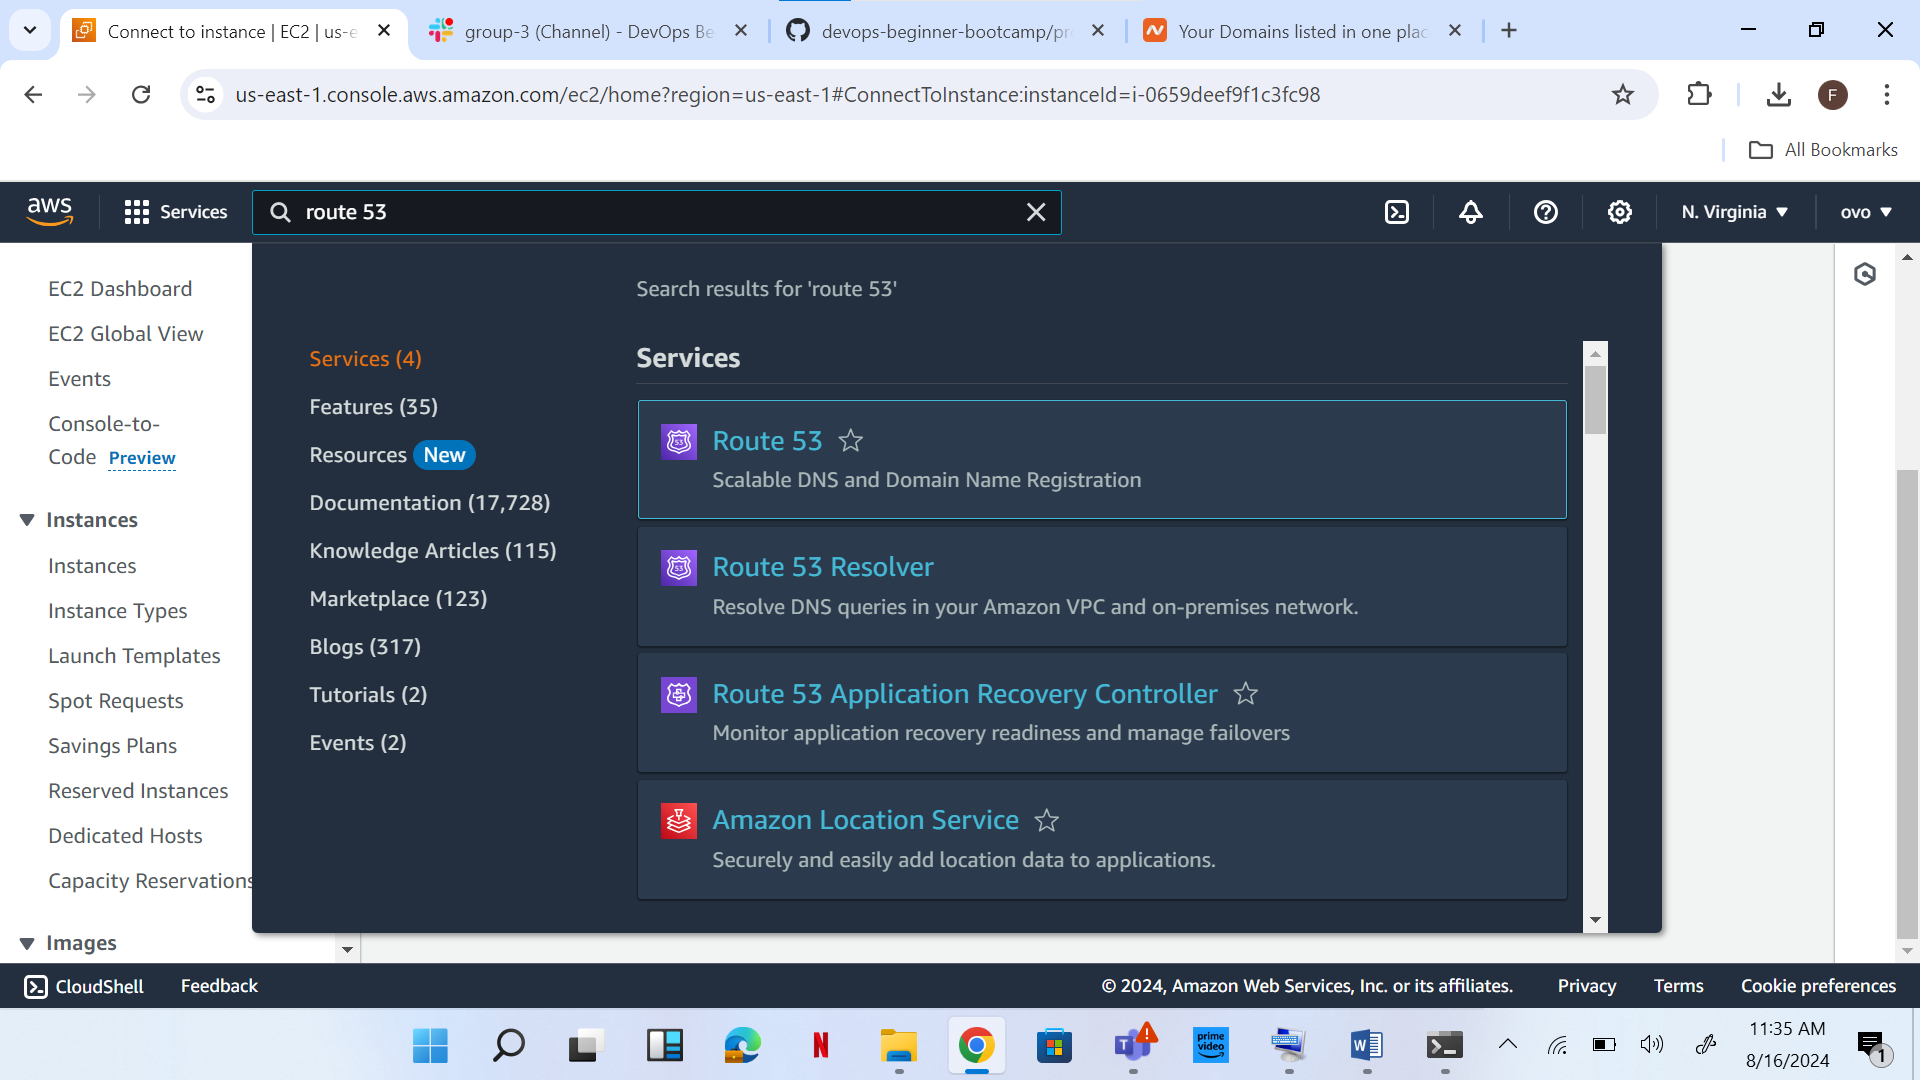 Connect to instance | EC2 | us-e
group-3 (Channel) - DevOps Be
devops-beginner-bootcamp/pr
Your Domains listed in one plac
us-east-1.console.aws.amazon.com/ec2/home?region=us-east-1#ConnectToInstance:instanceId=i-0659deef9f1c3fc98
F
All Bookmarks
aws
Services
route 53
N. Virginia
ovo
EC2 Dashboard
EC2 Global View
Events
Console-to-
Code Preview
Instances
Instances
Instance Types
Launch Templates
Spot Requests
Savings Plans
Reserved Instances
Dedicated Hosts
Capacity Reservations
Images
Services (4)
Features (35)
Resources New
Documentation (17,728)
Knowledge Articles (115)
Marketplace (123)
Blogs (317)
Tutorials (2)
Events (2)
Search results for 'route 53'
Services
Route 53
Scalable DNS and Domain Name Registration
Route 53 Resolver
Resolve DNS queries in your Amazon VPC and on-premises network.
Route 53 Application Recovery Controller
Monitor application recovery readiness and manage failovers
Amazon Location Service
Securely and easily add location data to applications.
CloudShell
Feedback
© 2024, Amazon Web Services, Inc. or its affiliates.
Privacy
Terms
Cookie preferences
N
prime
video
W
11:35 AM
8/16/2024
1